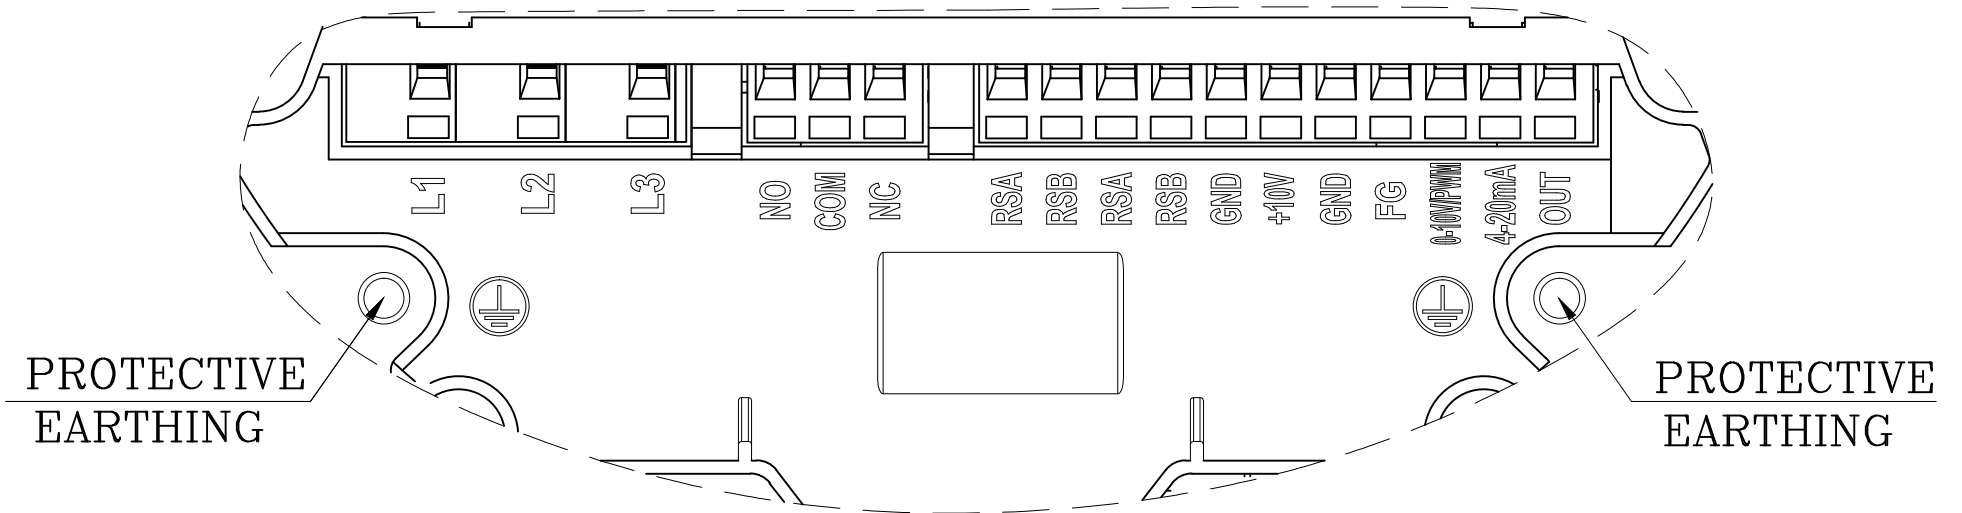 L1
L2
L3
NO
COM
NC
RSA
RSB
RSA
RSB
GND
+10V
GND
FG
0-10V/PWM
4-20mA
OUT
PROTECTIVE
EARTHING
PROTECTIVE
EARTHING